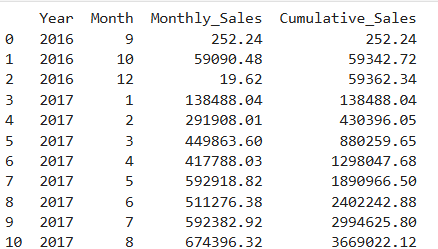 Year Month Monthly_Sales Cumulative_Sales
0 2016 9 252.24 252.24
1 2016 10 59090.48 59342.72
2 2016 12 19.62 59362.34
3 2017 1 138488.04 138488.04
4 2017 2 291908.01 430396.05
5 2017 3 449863.60 880259.65
6 2017 4 417788.03 1298047.68
7 2017 5 592918.82 1890966.50
8 2017 6 511276.38 2402242.88
9 2017 7 592382.92 2994625.80
10 2017 8 674396.32 3669022.12